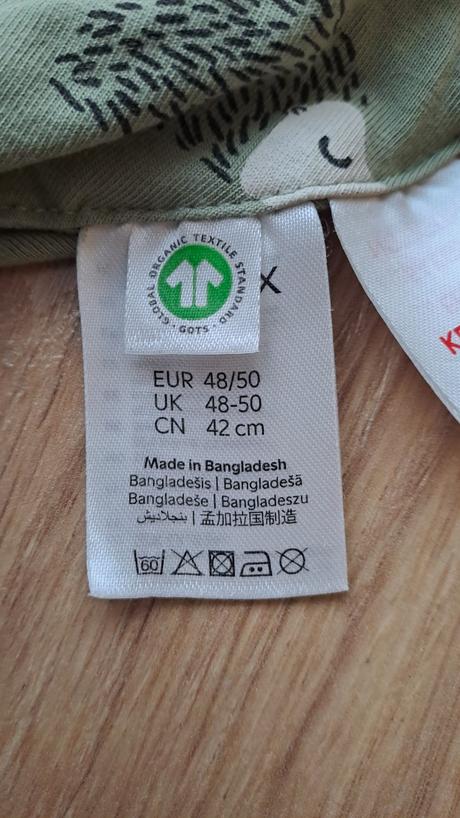 GLOBAL ORGANIC TEXTILE STANDARD
· GOTS ·
X
EUR 48/50
UK 48-50
CN 42 cm
Made in Bangladesh
Bangladešis | Bangladešā
Bangladeše | Bangladeszu
بنجلاديش | 孟加拉国制造
60